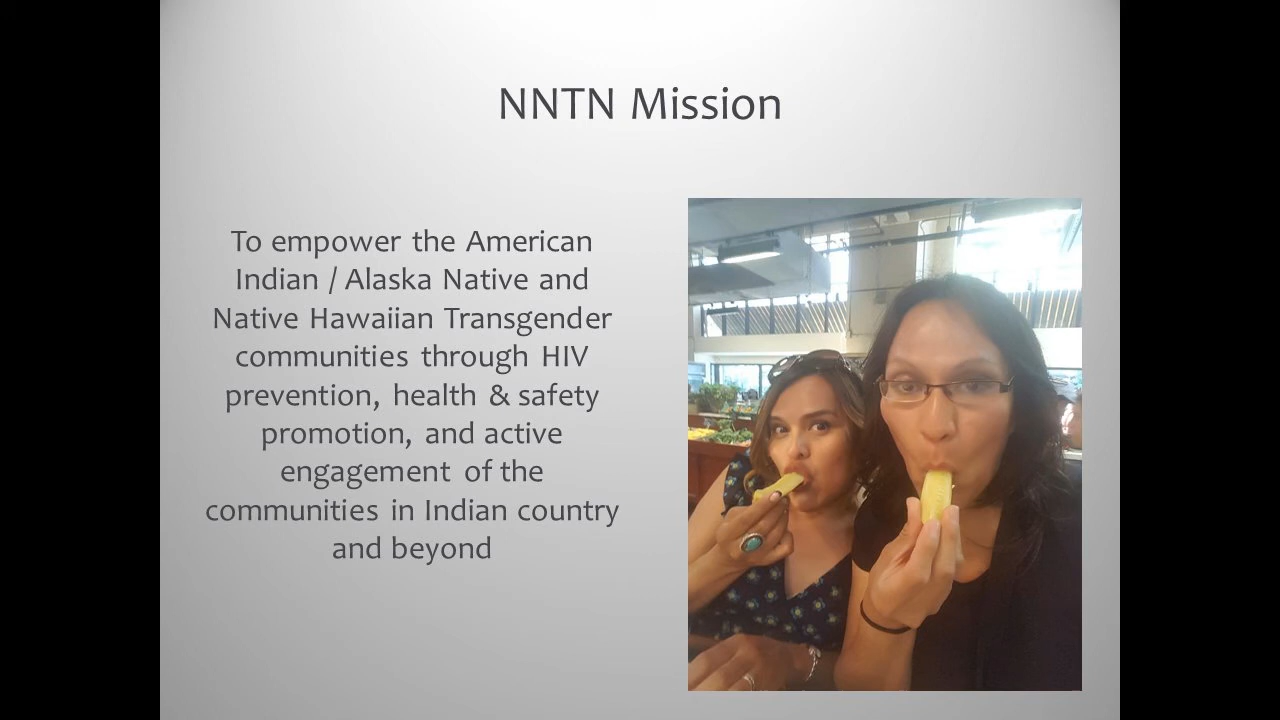 NNTN Mission
To empower the American
Indian / Alaska Native and
Native Hawaiian Transgender
communities through HIV
prevention, health & safety
promotion, and active
engagement of the
communities in Indian country
and beyond